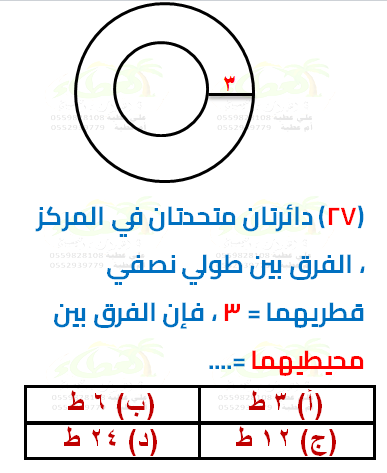 ٣
(٢٧) دائرتان متحدتان في المركز
، الفرق بين طولي نصفي
قطريهما = ٣ ، فإن الفرق بين
محيطيهما =....
(أ) ٣ ط (ب) ٦ ط
(ج) ١٢ ط (د) ٢٤ ط